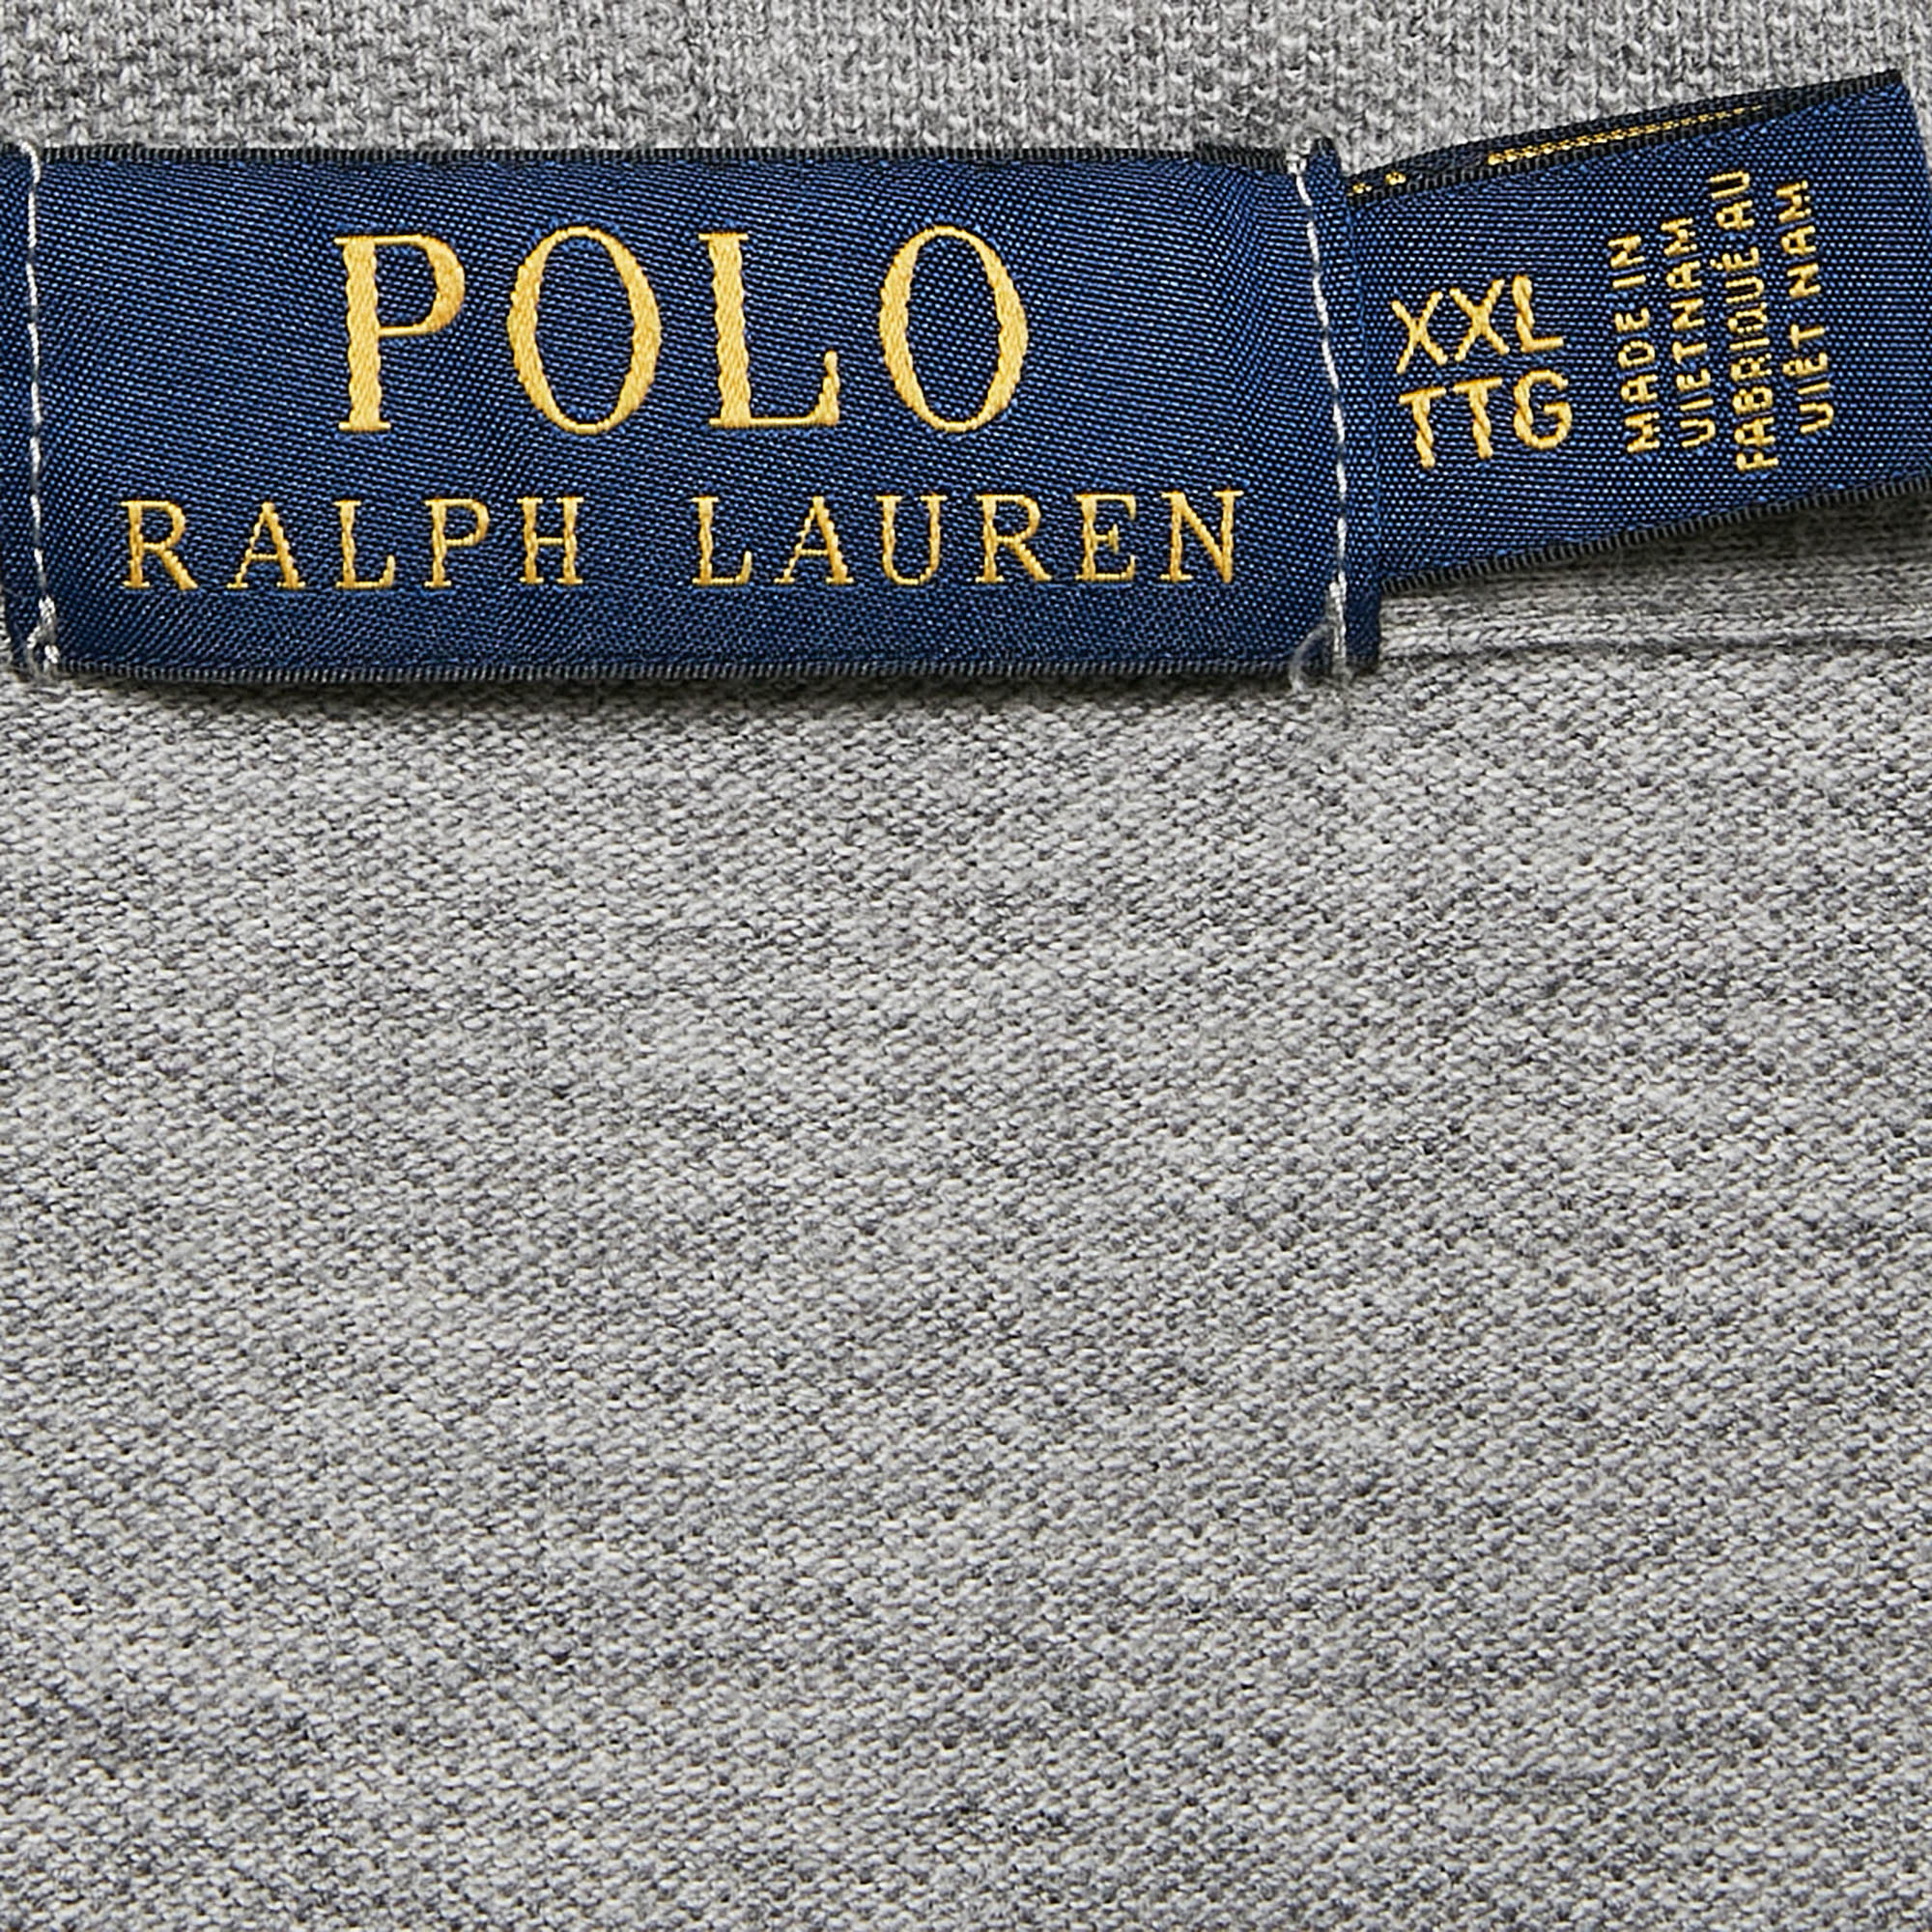 POLO
RALPH LAUREN
XXL
TTG
MADE IN
VIETNAM
FABRIQUÉ AU
VIÊT NAM